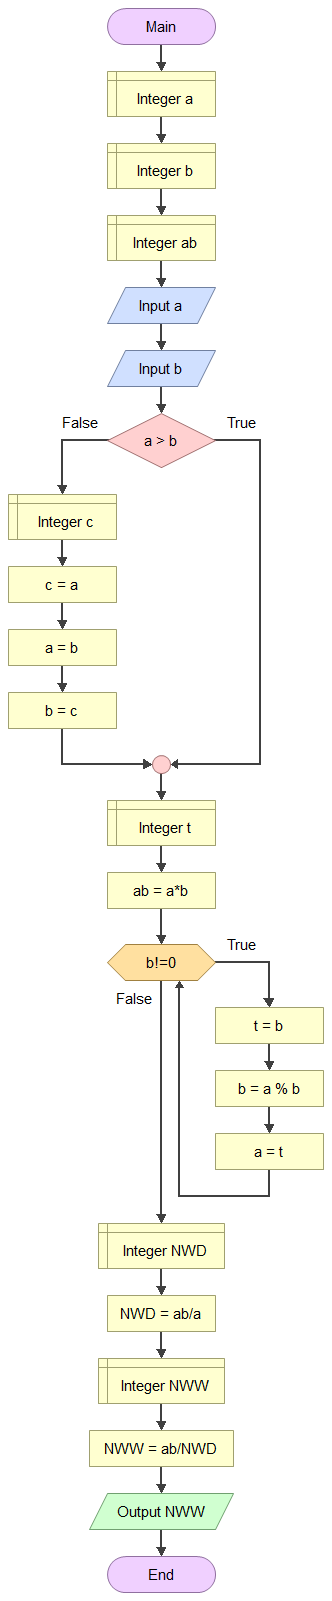 Main
Integer a
Integer b
Integer ab
Input a
Input b
False
True
a > b
Integer c
c = a
a = b
b = c
Integer t
ab = a*b
True
b!=0
False
t = b
b = a % b
a = t
Integer NWD
NWD = ab/a
Integer NWW
NWW = ab/NWD
Output NWW
End